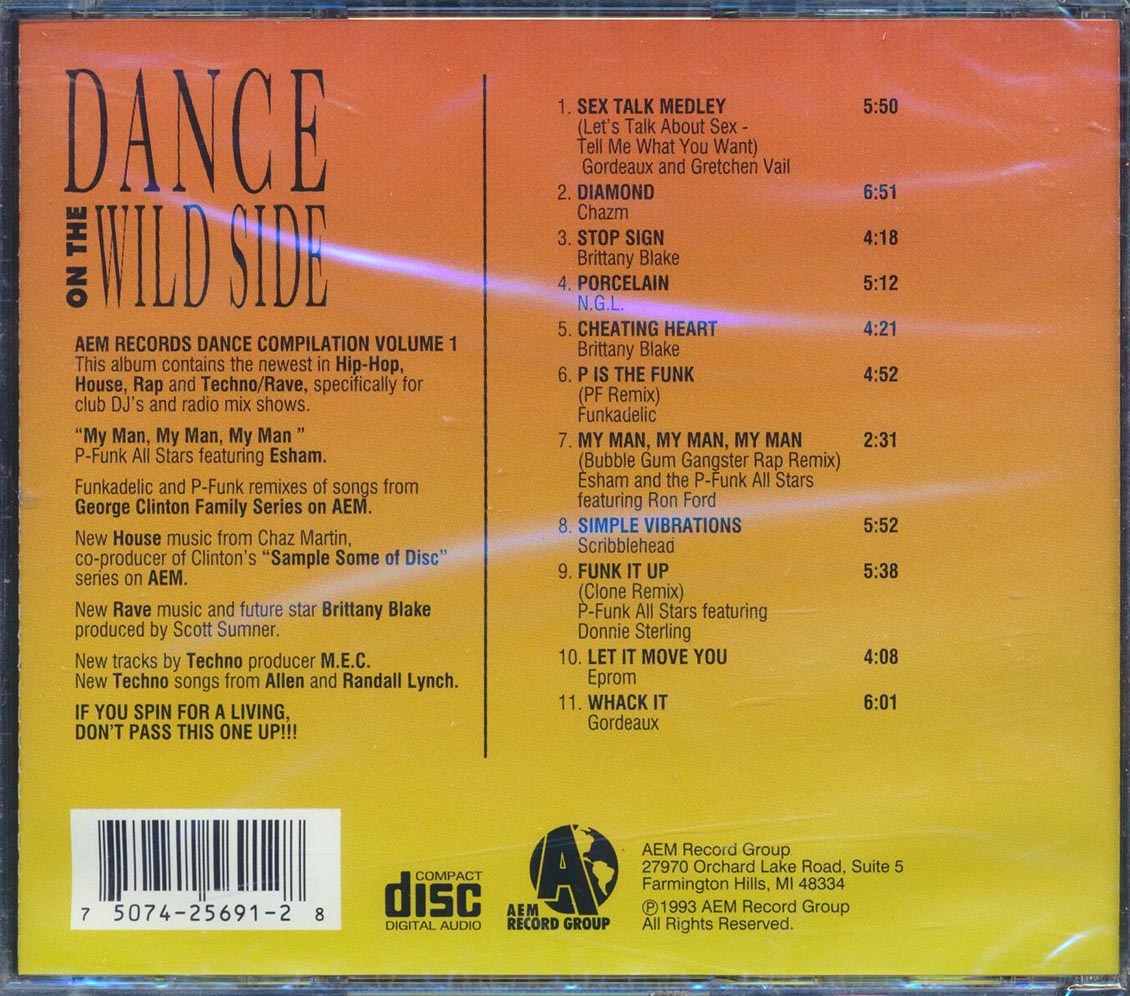 DANCE
ON THE WILD SIDE
AEM RECORDS DANCE COMPILATION VOLUME 1
This album contains the newest in Hip-Hop,
House, Rap and Techno/Rave, specifically for
club DJ's and radio mix shows.
“My Man, My Man, My Man ”
P-Funk All Stars featuring Esham.
Funkadelic and P-Funk remixes of songs from
George Clinton Family Series on AEM.
New House music from Chaz Martin,
co-producer of Clinton's “Sample Some of Disc”
series on AEM.
New Rave music and future star Brittany Blake
produced by Scott Sumner.
New tracks by Techno producer M.E.C.
New Techno songs from Allen and Randall Lynch.
IF YOU SPIN FOR A LIVING,
DON'T PASS THIS ONE UP!!!
1. SEX TALK MEDLEY 5:50
(Let's Talk About Sex -
Tell Me What You Want)
Gordeaux and Gretchen Vail
2. DIAMOND 6:51
Chazm
3. STOP SIGN 4:18
Brittany Blake
4. PORCELAIN 5:12
N.G.L.
5. CHEATING HEART 4:21
Brittany Blake
6. P IS THE FUNK 4:52
(PF Remix)
Funkadelic
7. MY MAN, MY MAN, MY MAN 2:31
(Bubble Gum Gangster Rap Remix)
Esham and the P-Funk All Stars
featuring Ron Ford
8. SIMPLE VIBRATIONS 5:52
Scribblehead
9. FUNK IT UP 5:38
(Clone Remix)
P-Funk All Stars featuring
Donnie Sterling
10. LET IT MOVE YOU 4:08
Eprom
11. WHACK IT 6:01
Gordeaux
7 5074-25691-2 8
COMPACT
disc
DIGITAL AUDIO
A
AEM
RECORD GROUP
AEM Record Group
27970 Orchard Lake Road, Suite 5
Farmington Hills, MI 48334
℗1993 AEM Record Group
All Rights Reserved.